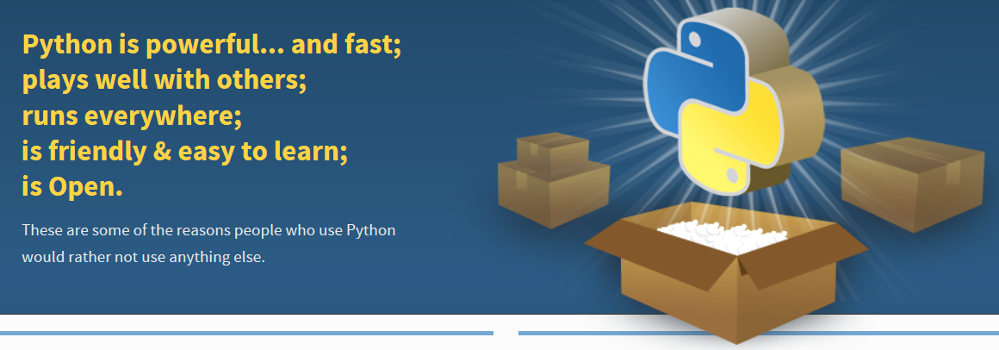 Python is powerful... and fast;
plays well with others;
runs everywhere;
is friendly & easy to learn;
is Open.
These are some of the reasons people who use Python
would rather not use anything else.